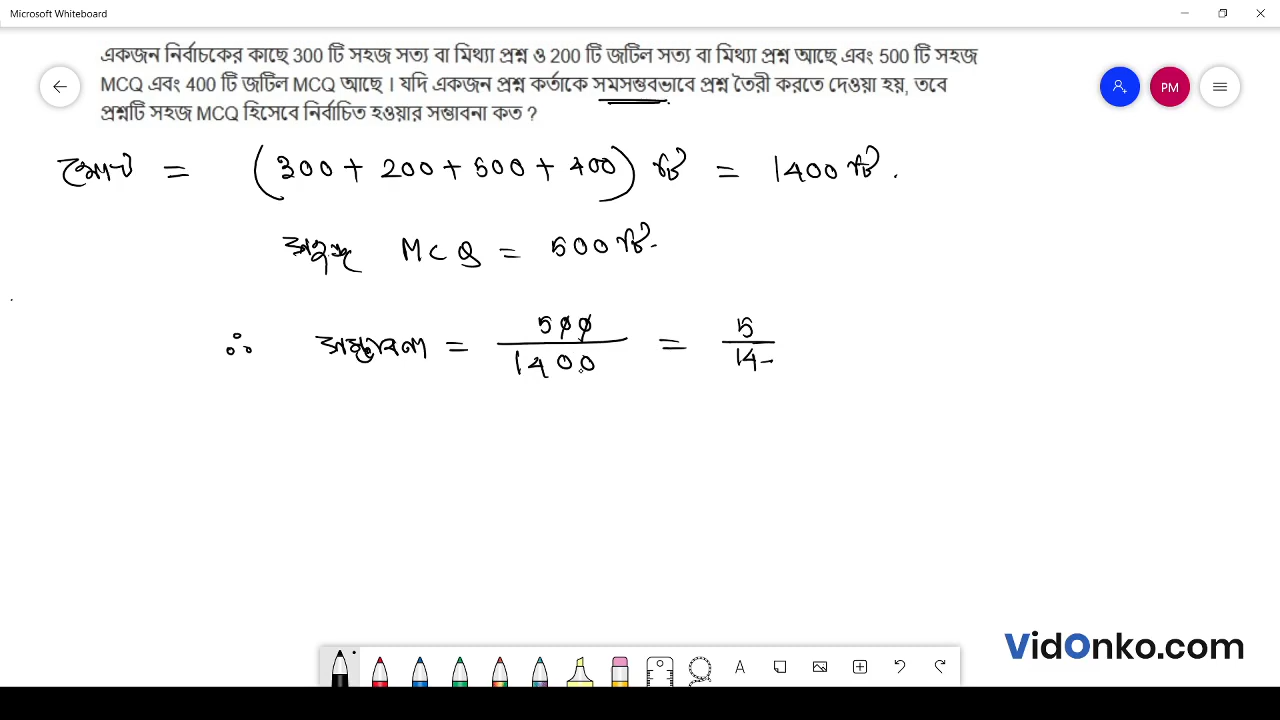 Microsoft Whiteboard
একজন নির্বাচকের কাছে 300 টি সহজ সত্য বা মিথ্যা প্রশ্ন ও 200 টি জটিল সত্য বা মিথ্যা প্রশ্ন আছে এবং 500 টি সহজ
MCQ এবং 400 টি জটিল MCQ আছে। যদি একজন প্রশ্ন কর্তাকে সমসম্ভবভাবে প্রশ্ন তৈরী করতে দেওয়া হয়, তবে
প্রশ্নটি সহজ MCQ হিসেবে নির্বাচিত হওয়ার সম্ভাবনা কত ?
PM
মোট = (300 + 200 + 500 + 400) টি = 1400 টি.
সহজ MCQ = 500 টি.
∴ সম্ভাবনা = 500/1400 = 5/14
A
VidOnko.com